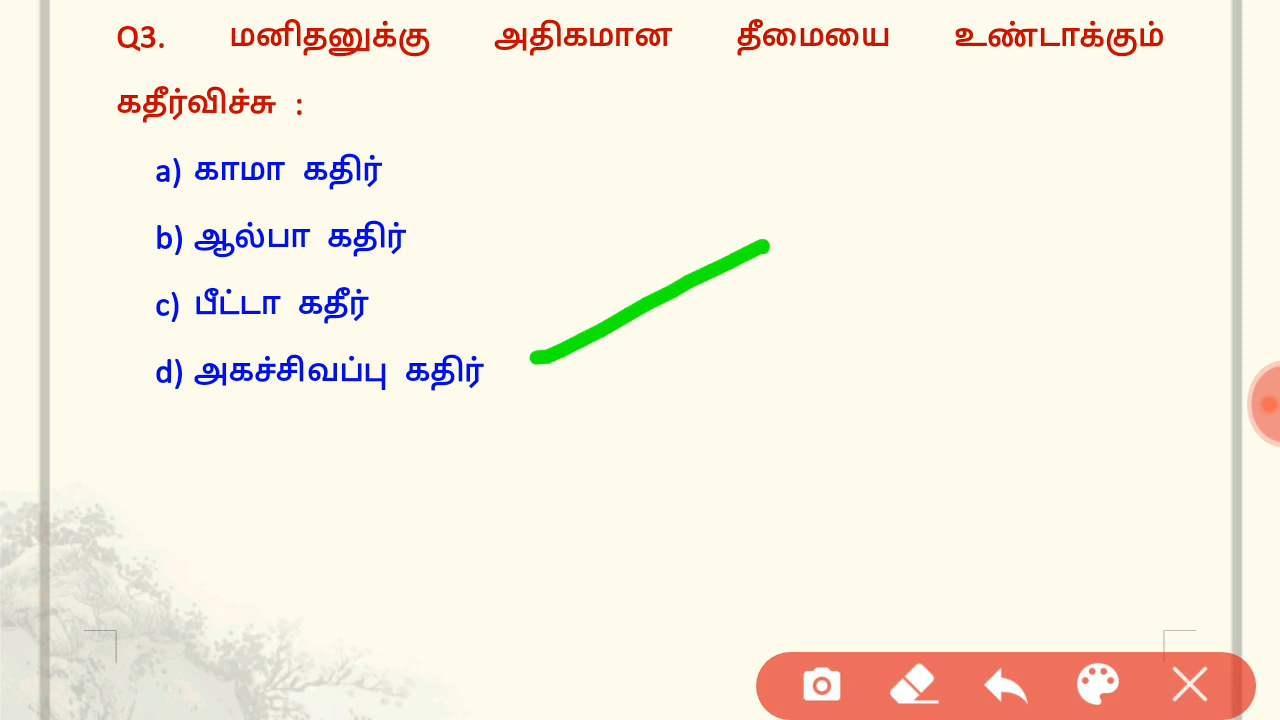 Q3. மனிதனுக்கு அதிகமான தீமையை உண்டாக்கும்
கதீர்விச்சு :
a) காமா கதிர்
b) ஆல்பா கதிர்
c) பீட்டா கதீர்
d) அகச்சிவப்பு கதிர்